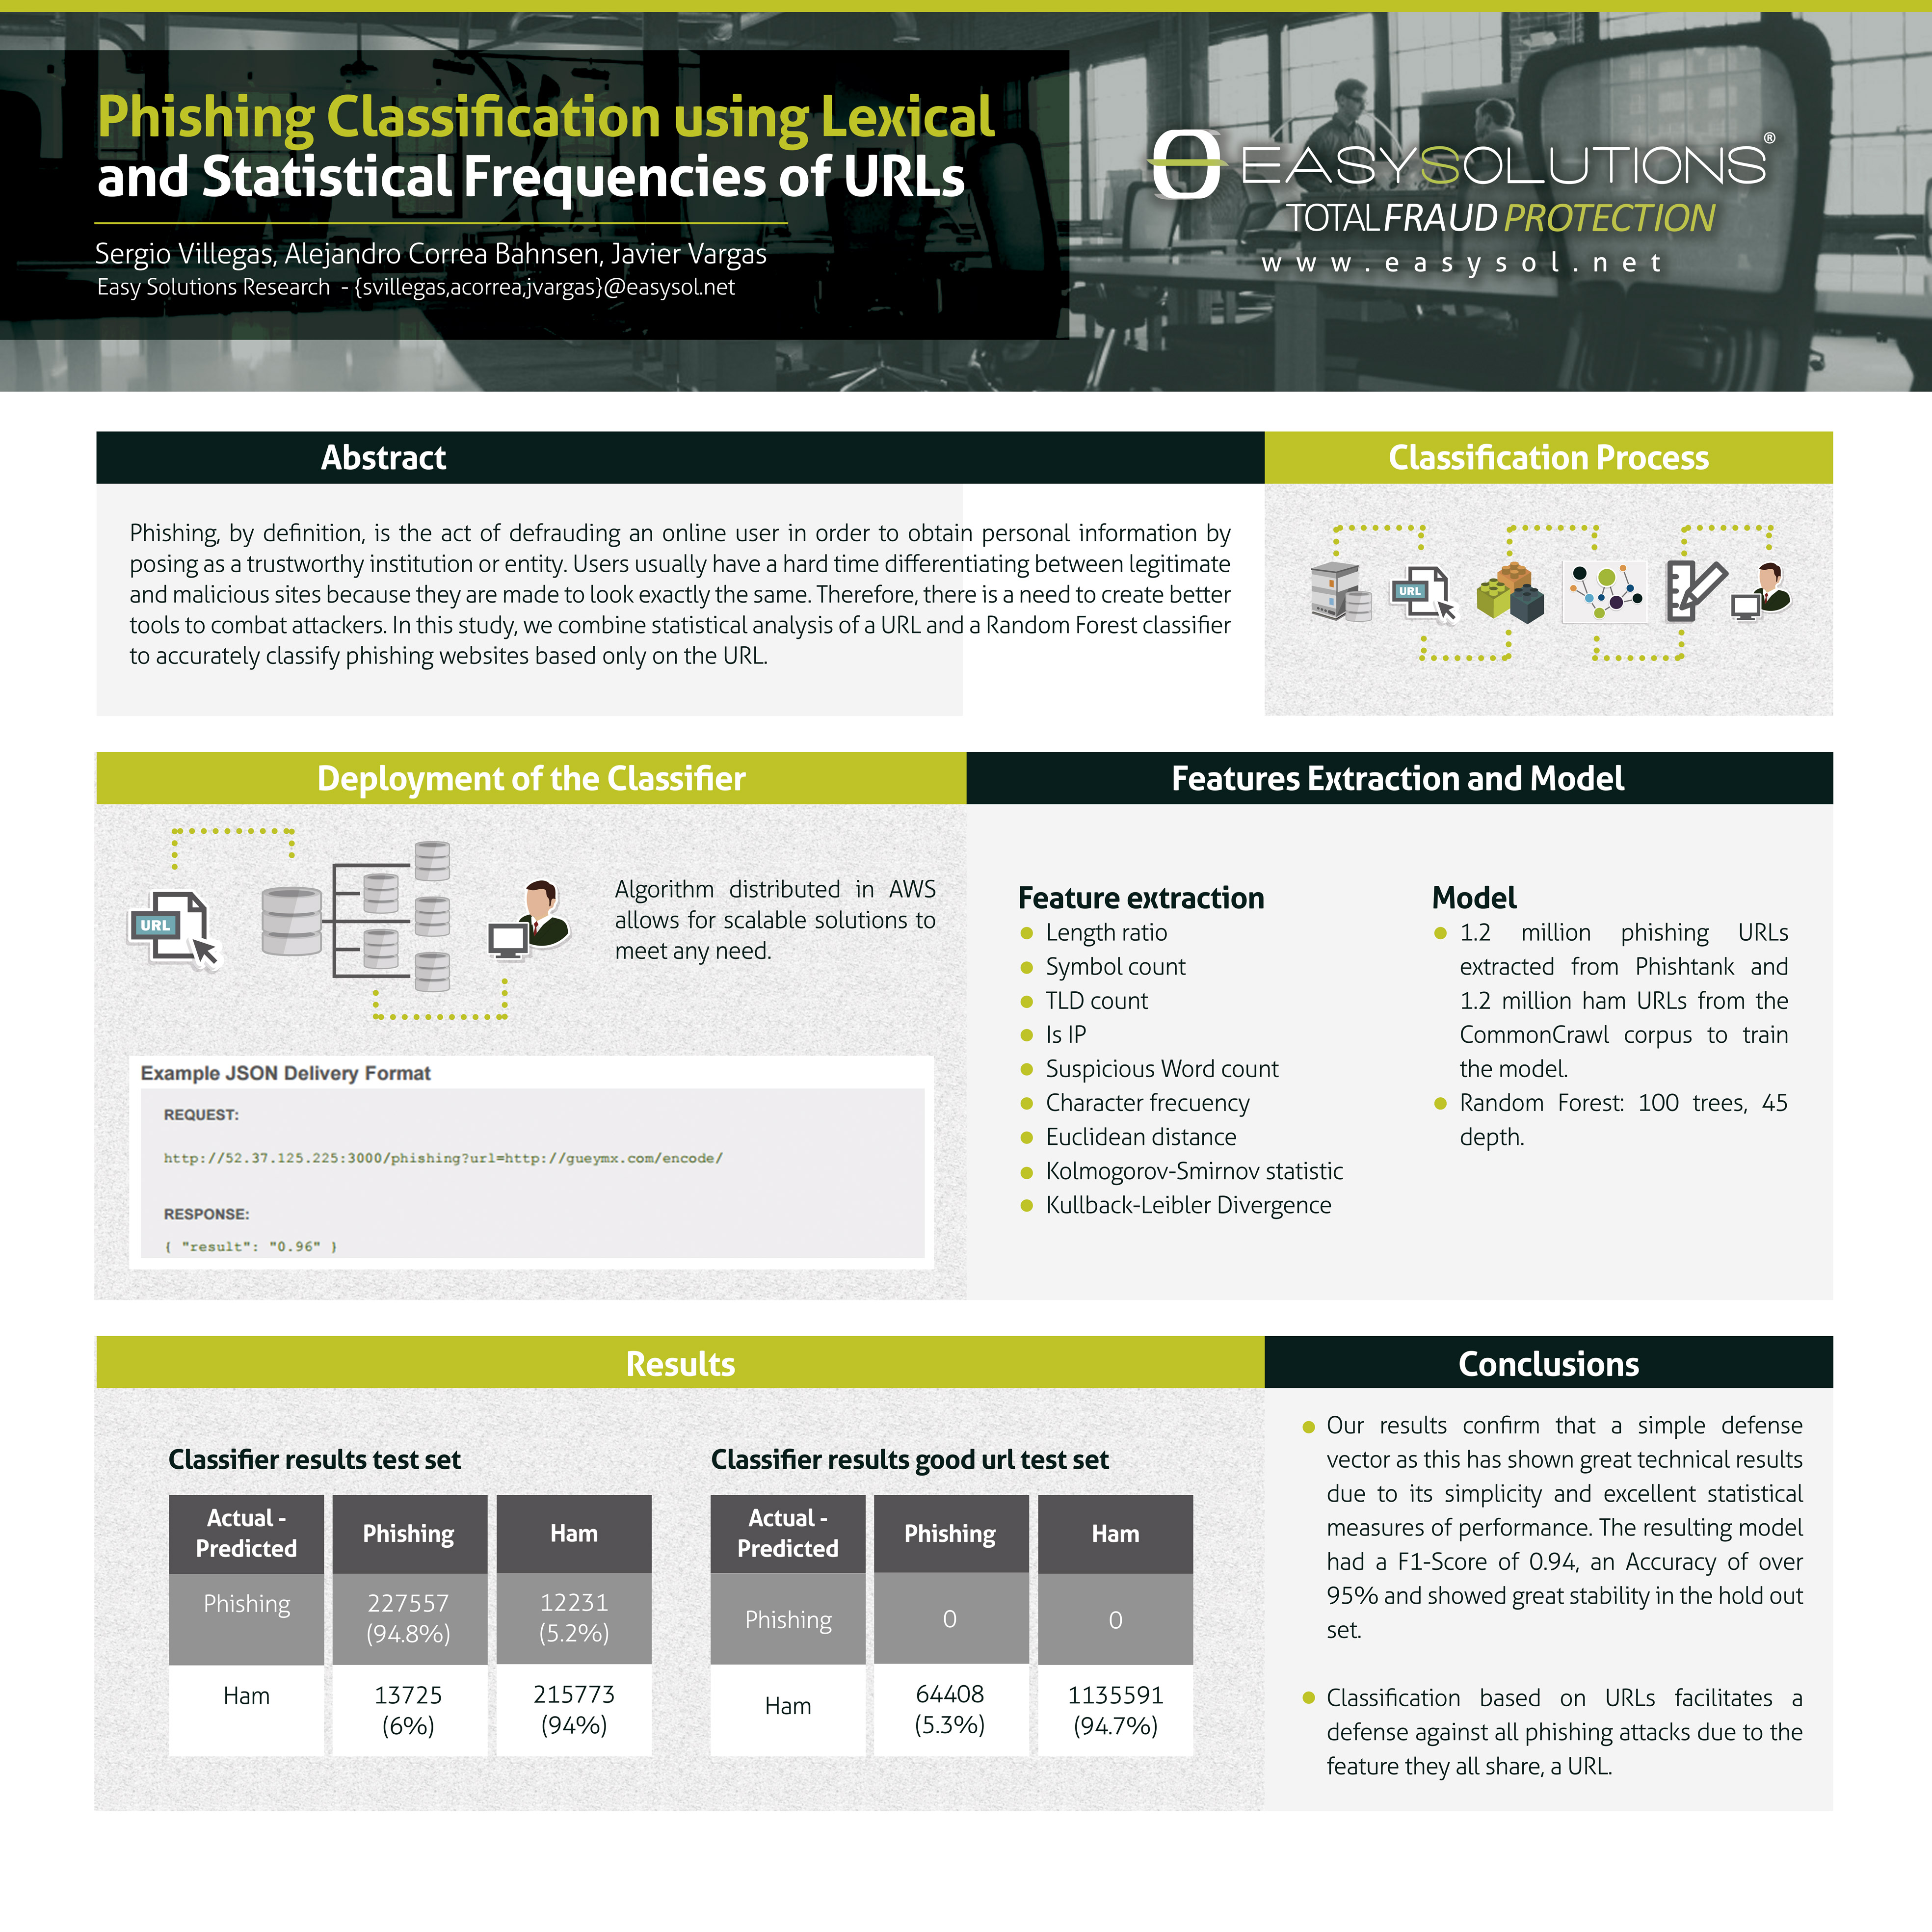 Phishing Classification using Lexical
and Statistical Frequencies of URLs
Sergio Villegas, Alejandro Correa Bahnsen, Javier Vargas
Easy Solutions Research - {svillegas,acorrea,jvargas}@easysol.net
EASYSOLUTIONS®
TOTALFRAUDPROTECTION
www.easysol.net
Abstract
Phishing, by definition, is the act of defrauding an online user in order to obtain personal information by
posing as a trustworthy institution or entity. Users usually have a hard time differentiating between legitimate
and malicious sites because they are made to look exactly the same. Therefore, there is a need to create better
tools to combat attackers. In this study, we combine statistical analysis of a URL and a Random Forest classifier
to accurately classify phishing websites based only on the URL.
Classification Process
URL
Deployment of the Classifier
URL
Algorithm distributed in AWS
allows for scalable solutions to
meet any need.
Example JSON Delivery Format
REQUEST:
http://52.37.125.225:3000/phishing?url=http://gueymx.com/encode/
RESPONSE:
{ "result": "0.96" }
Features Extraction and Model
Feature extraction
Length ratio
Symbol count
TLD count
Is IP
Suspicious Word count
Character frecuency
Euclidean distance
Kolmogorov-Smirnov statistic
Kullback-Leibler Divergence
Model
1.2 million phishing URLs
extracted from Phishtank and
1.2 million ham URLs from the
CommonCrawl corpus to train
the model.
Random Forest: 100 trees, 45
depth.
Results
Classifier results test set
Actual -
Predicted
Phishing
Ham
Phishing
227557
(94.8%)
12231
(5.2%)
Ham
13725
(6%)
215773
(94%)
Classifier results good url test set
Actual -
Predicted
Phishing
Ham
Phishing
0
0
Ham
64408
(5.3%)
1135591
(94.7%)
Conclusions
Our results confirm that a simple defense
vector as this has shown great technical results
due to its simplicity and excellent statistical
measures of performance. The resulting model
had a F1-Score of 0.94, an Accuracy of over
95% and showed great stability in the hold out
set.
Classification based on URLs facilitates a
defense against all phishing attacks due to the
feature they all share, a URL.